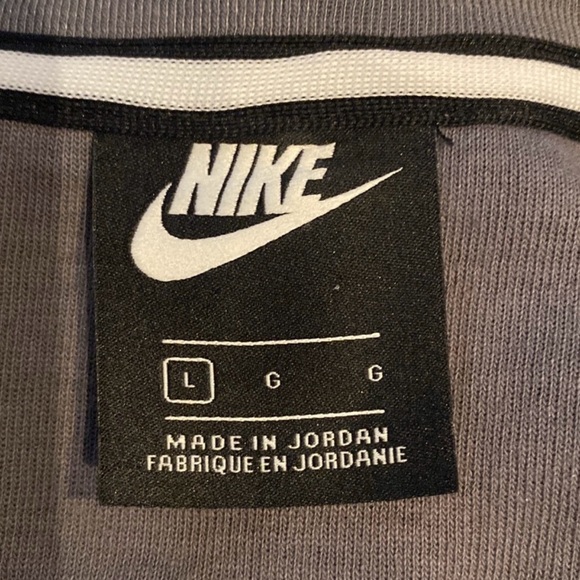 NIKE
L G G
MADE IN JORDAN
FABRIQUE EN JORDANIE